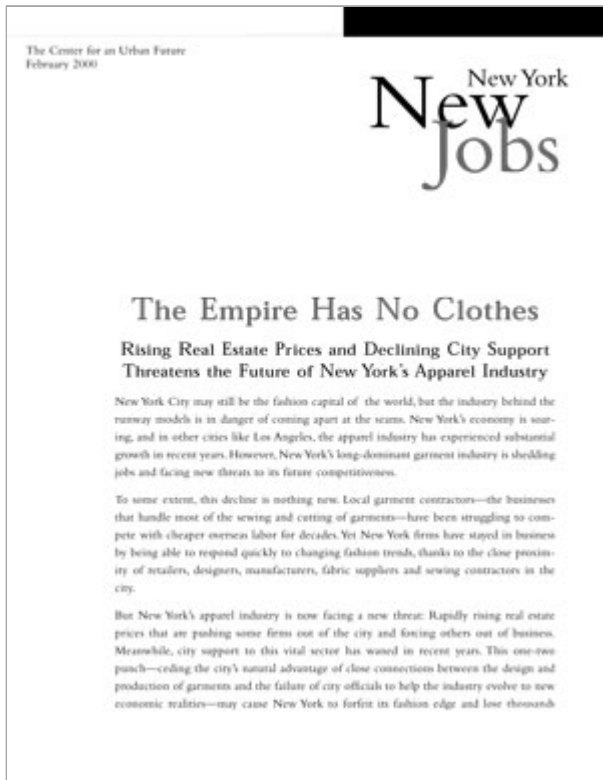 The Center for an Urban Future
February 2000
New York
New
Jobs
The Empire Has No Clothes
Rising Real Estate Prices and Declining City Support
Threatens the Future of New York's Apparel Industry
New York City may still be the fashion capital of the world, but the industry behind the
runway models is in danger of coming apart at the seams. New York's economy is soar-
ing, and in other cities like Los Angeles, the apparel industry has experienced substantial
growth in recent years. However, New York's long-dominant garment industry is shedding
jobs and facing new threats to its future competitiveness.
To some extent, this decline is nothing new. Local garment contractors—the businesses
that handle most of the sewing and cutting of garments—have been struggling to com-
pete with cheaper overseas labor for decades. Yet New York firms have stayed in business
by being able to respond quickly to changing fashion trends, thanks to the close proxim-
ity of retailers, designers, manufacturers, fabric suppliers and sewing contractors in the
city.
But New York's apparel industry is now facing a new threat: Rapidly rising real estate
prices that are pushing some firms out of the city and forcing others out of business.
Meanwhile, city support to this vital sector has waned in recent years. This one-two
punch—ceding the city's natural advantage of close connections between the design and
production of garments and the failure of city officials to help the industry evolve to new
economic realities—may cause New York to forfeit its fashion edge and lose thousands